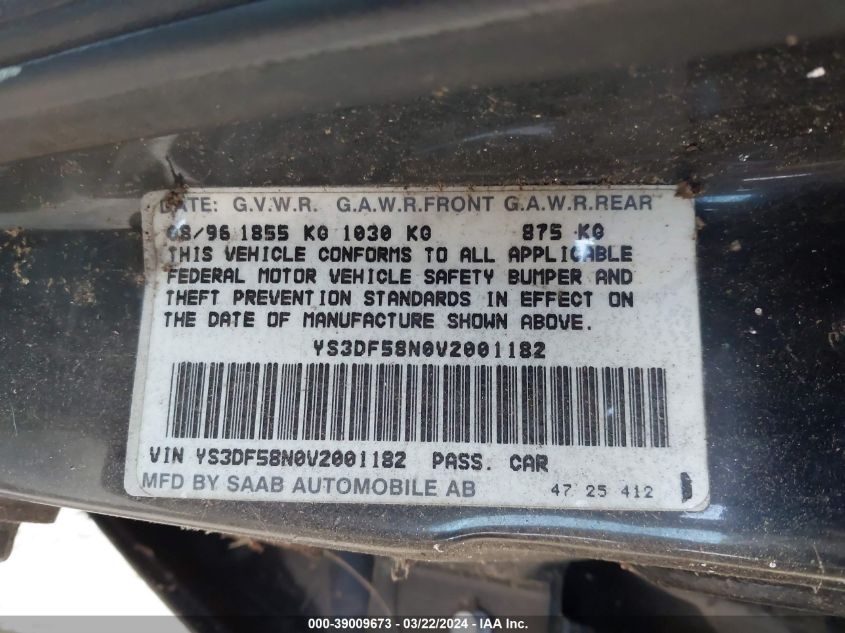 DATE: G.V.W.R. G.A.W.R.FRONT G.A.W.R.REAR
08/96 1855 KG 1030 KG 875 KG
THIS VEHICLE CONFORMS TO ALL APPLICABLE
FEDERAL MOTOR VEHICLE SAFETY BUMPER AND
THEFT PREVENTION STANDARDS IN EFFECT ON
THE DATE OF MANUFACTURE SHOWN ABOVE.
YS3DF58N0V2001182
VIN YS3DF58N0V2001182 PASS. CAR
MFD BY SAAB AUTOMOBILE AB 47 25 412
000-39009673 - 03/22/2024 - IAA Inc.